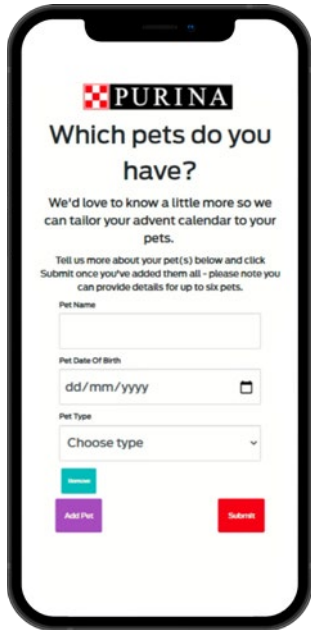 PURINA
Which pets do you
have?
We'd love to know a little more so we
can tailor your advent calendar to your
pets.
Tell us more about your pet(s) below and click
Submit once you've added them all - please note you
can provide details for up to six pets.
Pet Name
Pet Date Of Birth
dd/mm/yyyy
Pet Type
Choose type
Remove
Add Pet
Submit